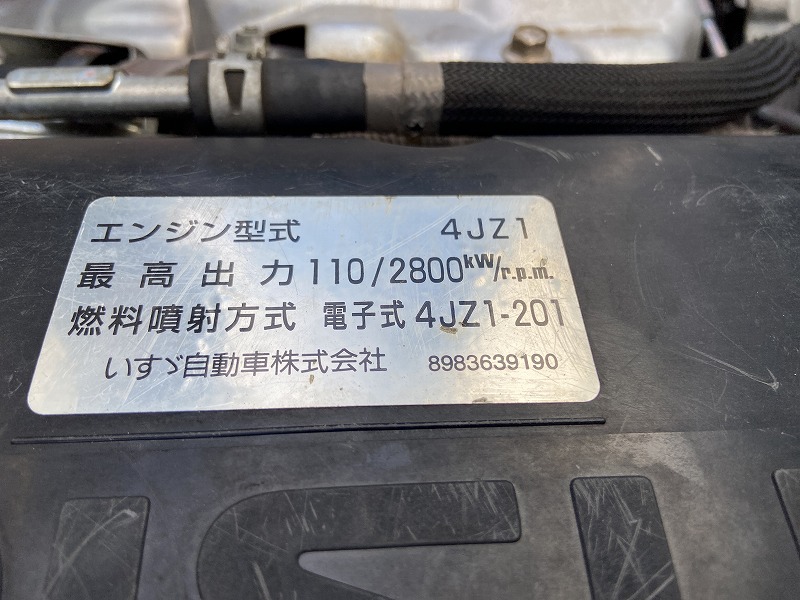 エンジン型式 4JZ1
最高出力 110/2800kW/r.p.m.
燃料噴射方式 電子式 4JZ1-201
いすゞ自動車株式会社 8983639190